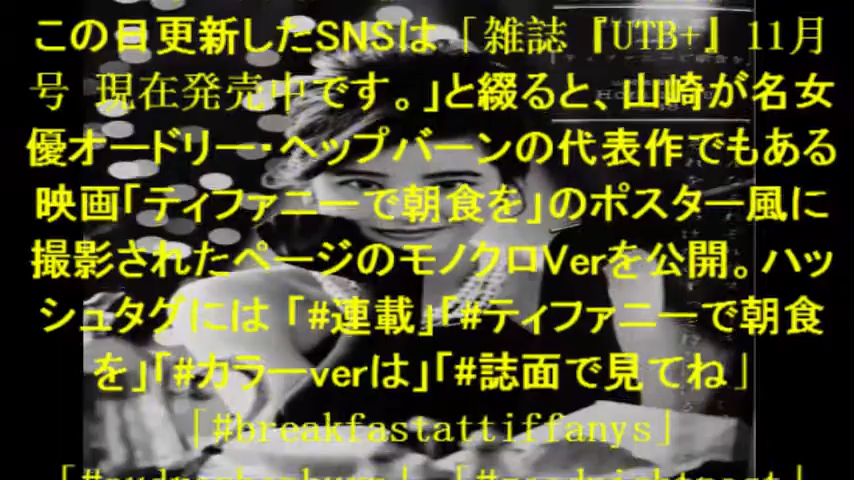 この日更新したSNSは「雑誌『UTB+』11月
号 現在発売中です。」と綴ると、山崎が名女
優オードリー・ヘップバーンの代表作でもある
映画「ティファニーで朝食を」のポスター風に
撮影されたページのモノクロVerを公開。ハッ
シュタグには「#連載」「#ティファニーで朝食
を」「#カラーverは」「#誌面で見てね」
「#breakfastattiffanys」
「#audreyhepburn」「#goodnightpost」